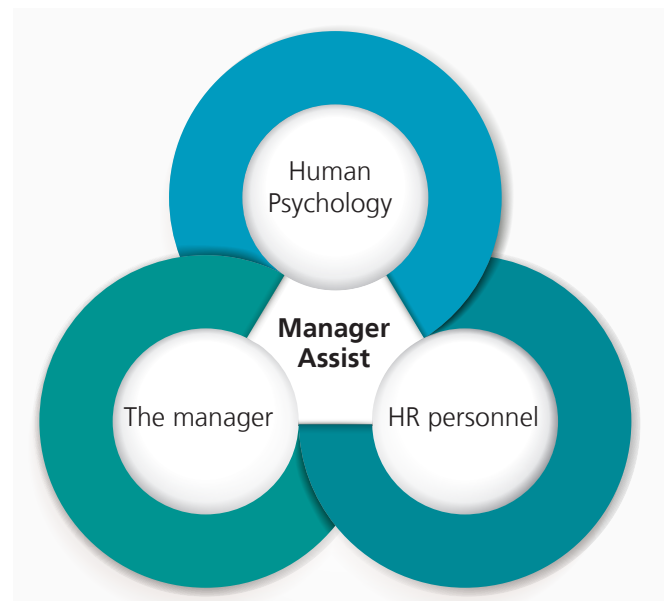 Human
Psychology
Manager
Assist
The manager
HR personnel